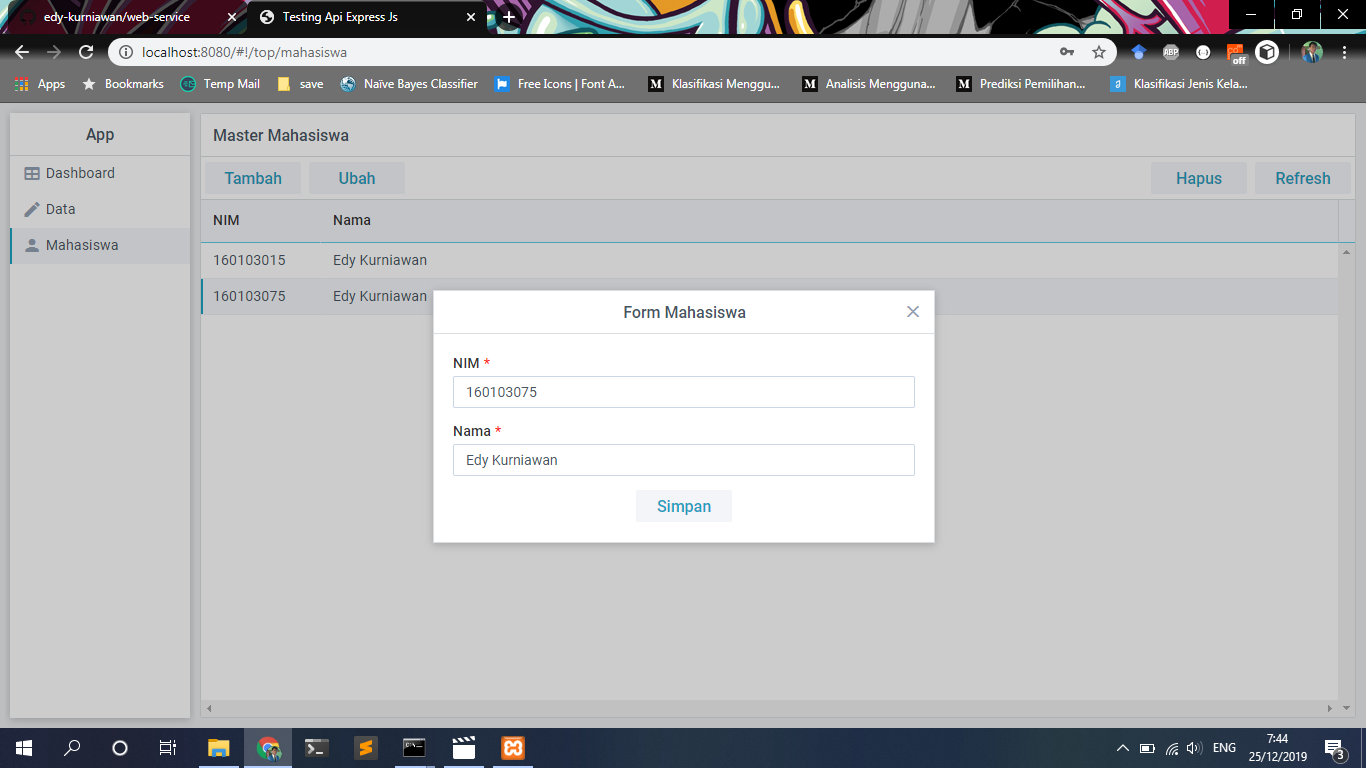 edy-kurniawan/web-service
Testing Api Express Js
localhost:8080/#!/top/mahasiswa
ABP
off
Apps
Bookmarks
Temp Mail
save
Naïve Bayes Classifier
Free Icons | Font A...
Klasifikasi Menggu...
Analisis Mengguna...
Prediksi Pemilihan...
Klasifikasi Jenis Kela...
App
Dashboard
Data
Mahasiswa
Master Mahasiswa
Tambah
Ubah
Hapus
Refresh
NIM
Nama
160103015
Edy Kurniawan
160103075
Edy Kurniawan
Form Mahasiswa
NIM *
160103075
Nama *
Edy Kurniawan
Simpan
ENG
7:44
25/12/2019
3